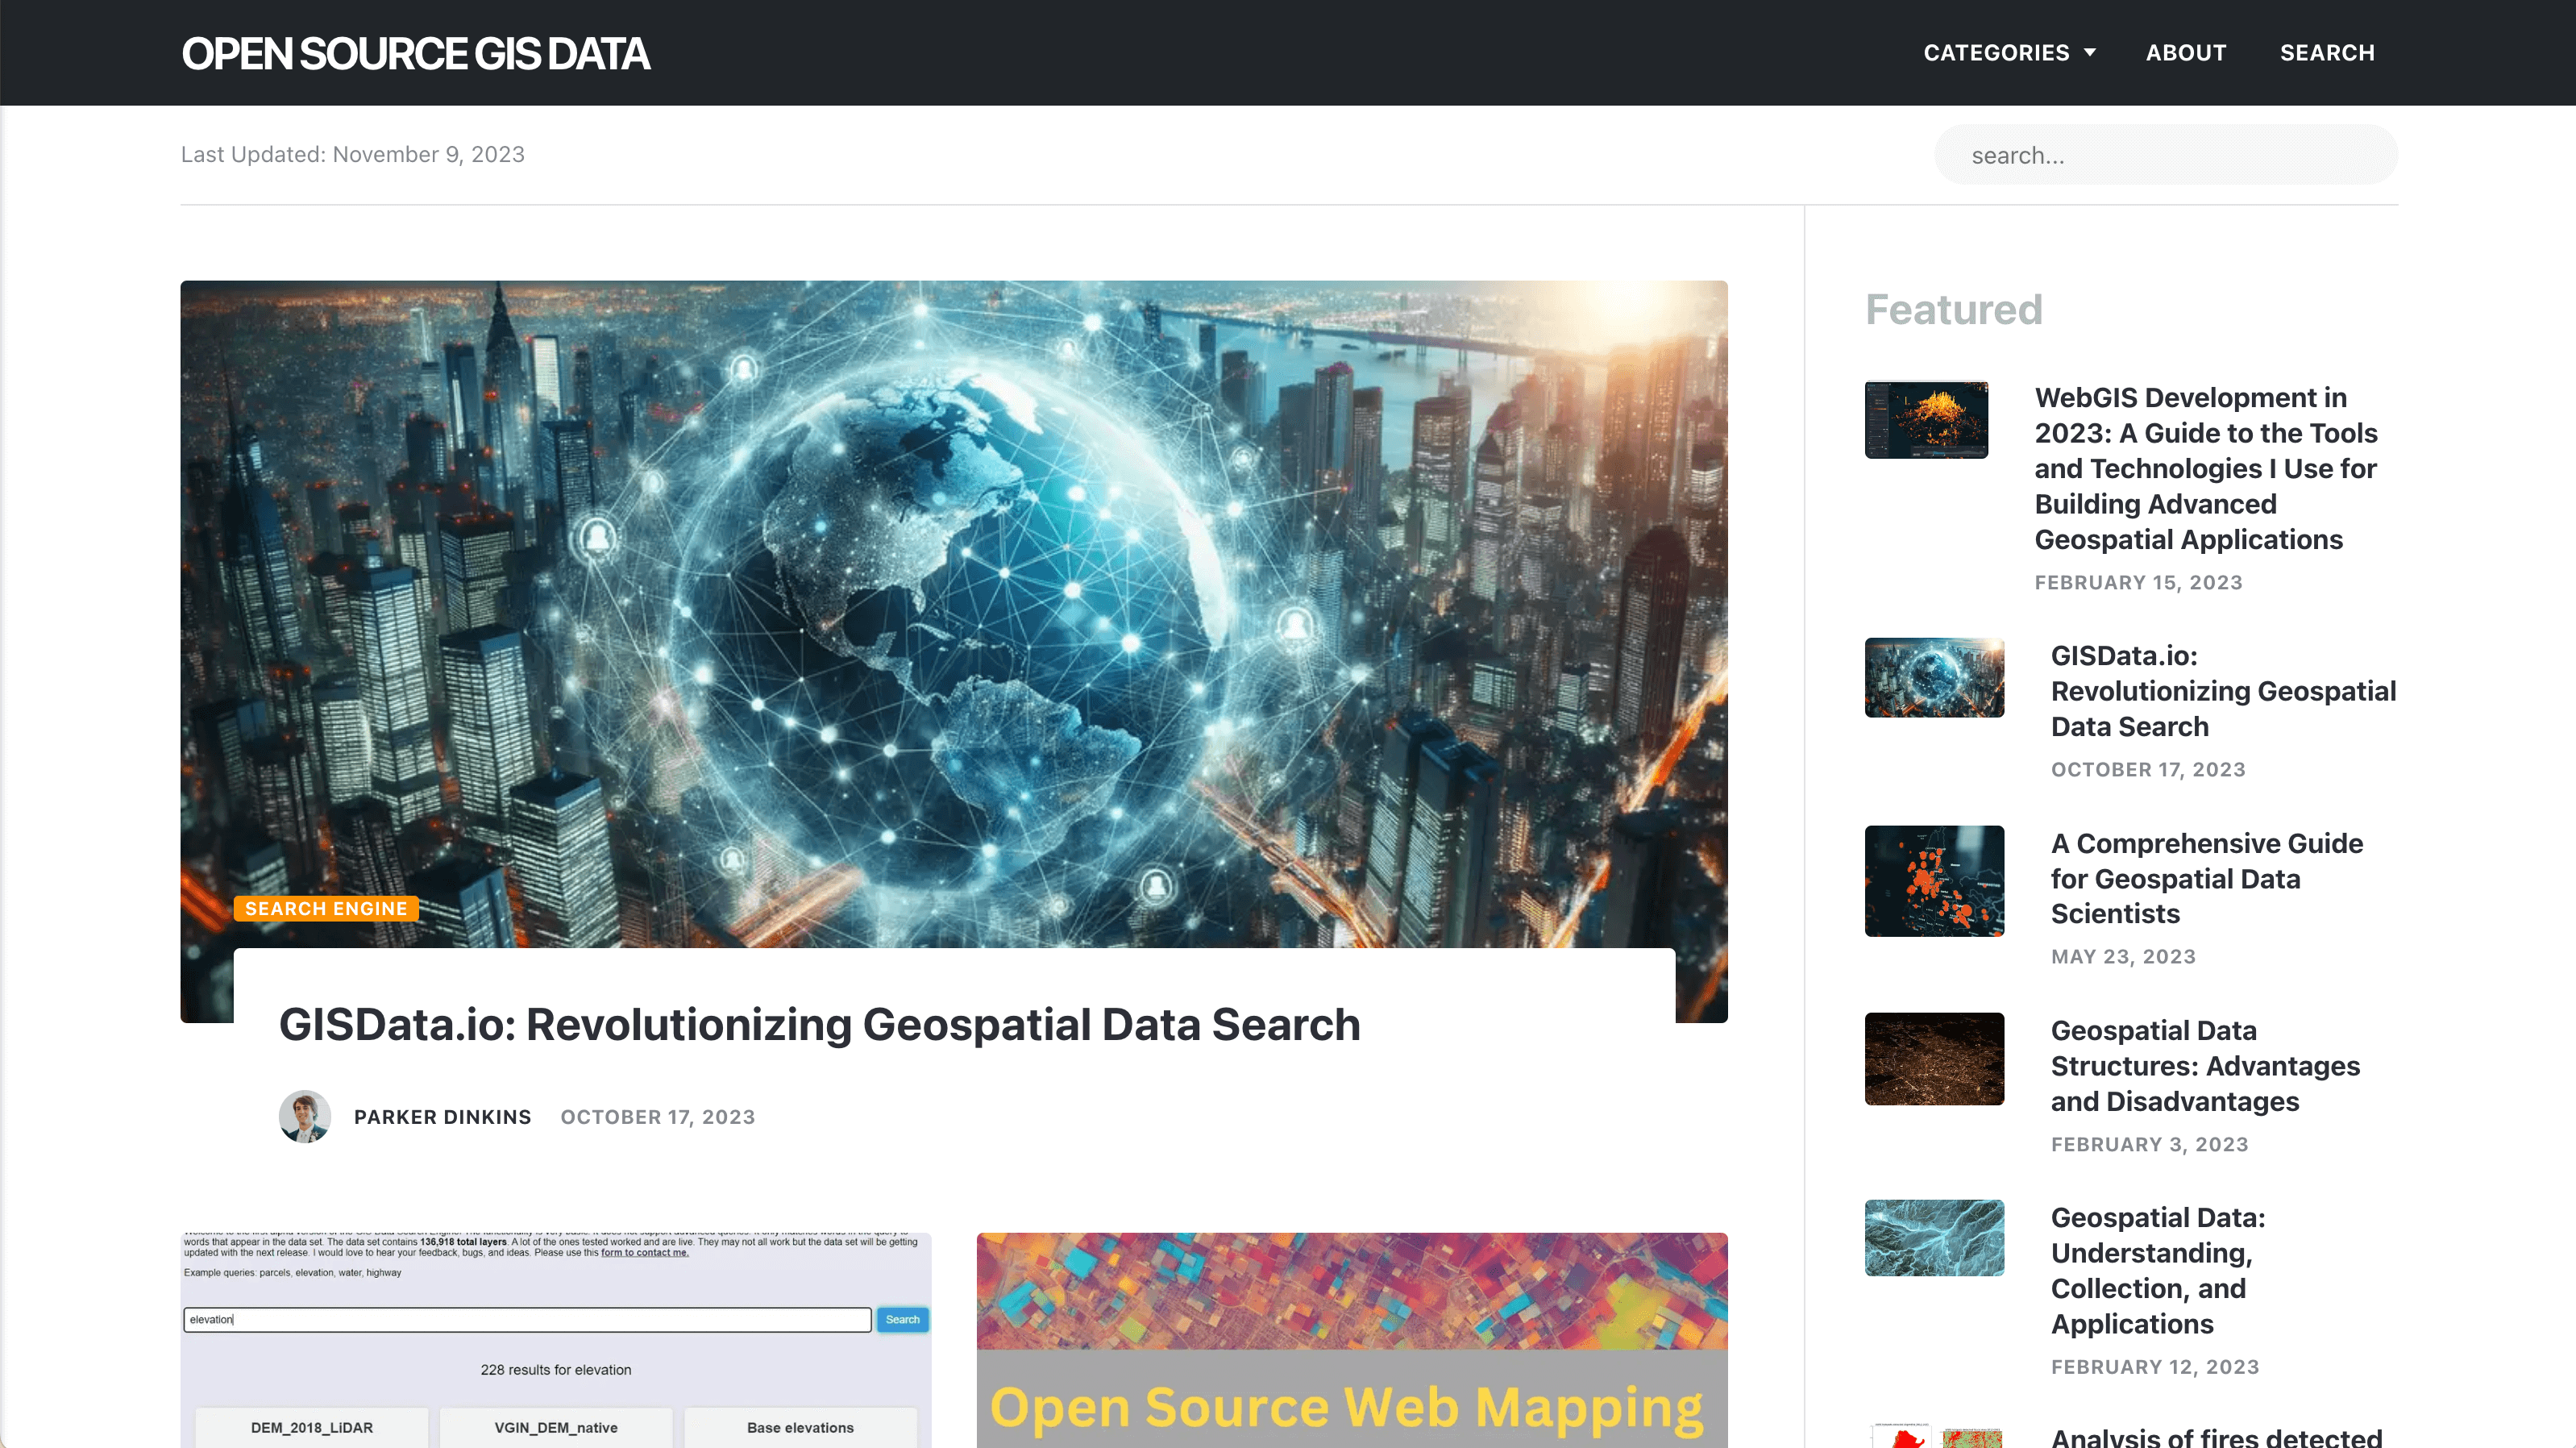 OPEN SOURCE GIS DATA
CATEGORIES
ABOUT
SEARCH
Last Updated: November 9, 2023
search...
SEARCH ENGINE
GISData.io: Revolutionizing Geospatial Data Search
PARKER DINKINS
OCTOBER 17, 2023
words that appear in the data set. The data set contains 136,918 total layers. A lot of the ones tested worked and are live. They may not all work but the data set will be getting
updated with the next release. I would love to hear your feedback, bugs, and ideas. Please use this form to contact me.
Example queries: parcels, elevation, water, highway
elevation
Search
228 results for elevation
DEM_2018_LiDAR
VGIN_DEM_native
Base elevations
Open Source Web Mapping
Featured
WebGIS Development in
2023: A Guide to the Tools
and Technologies I Use for
Building Advanced
Geospatial Applications
FEBRUARY 15, 2023
GISData.io:
Revolutionizing Geospatial
Data Search
OCTOBER 17, 2023
A Comprehensive Guide
for Geospatial Data
Scientists
MAY 23, 2023
Geospatial Data
Structures: Advantages
and Disadvantages
FEBRUARY 3, 2023
Geospatial Data:
Understanding,
Collection, and
Applications
FEBRUARY 12, 2023
Analysis of fires detected